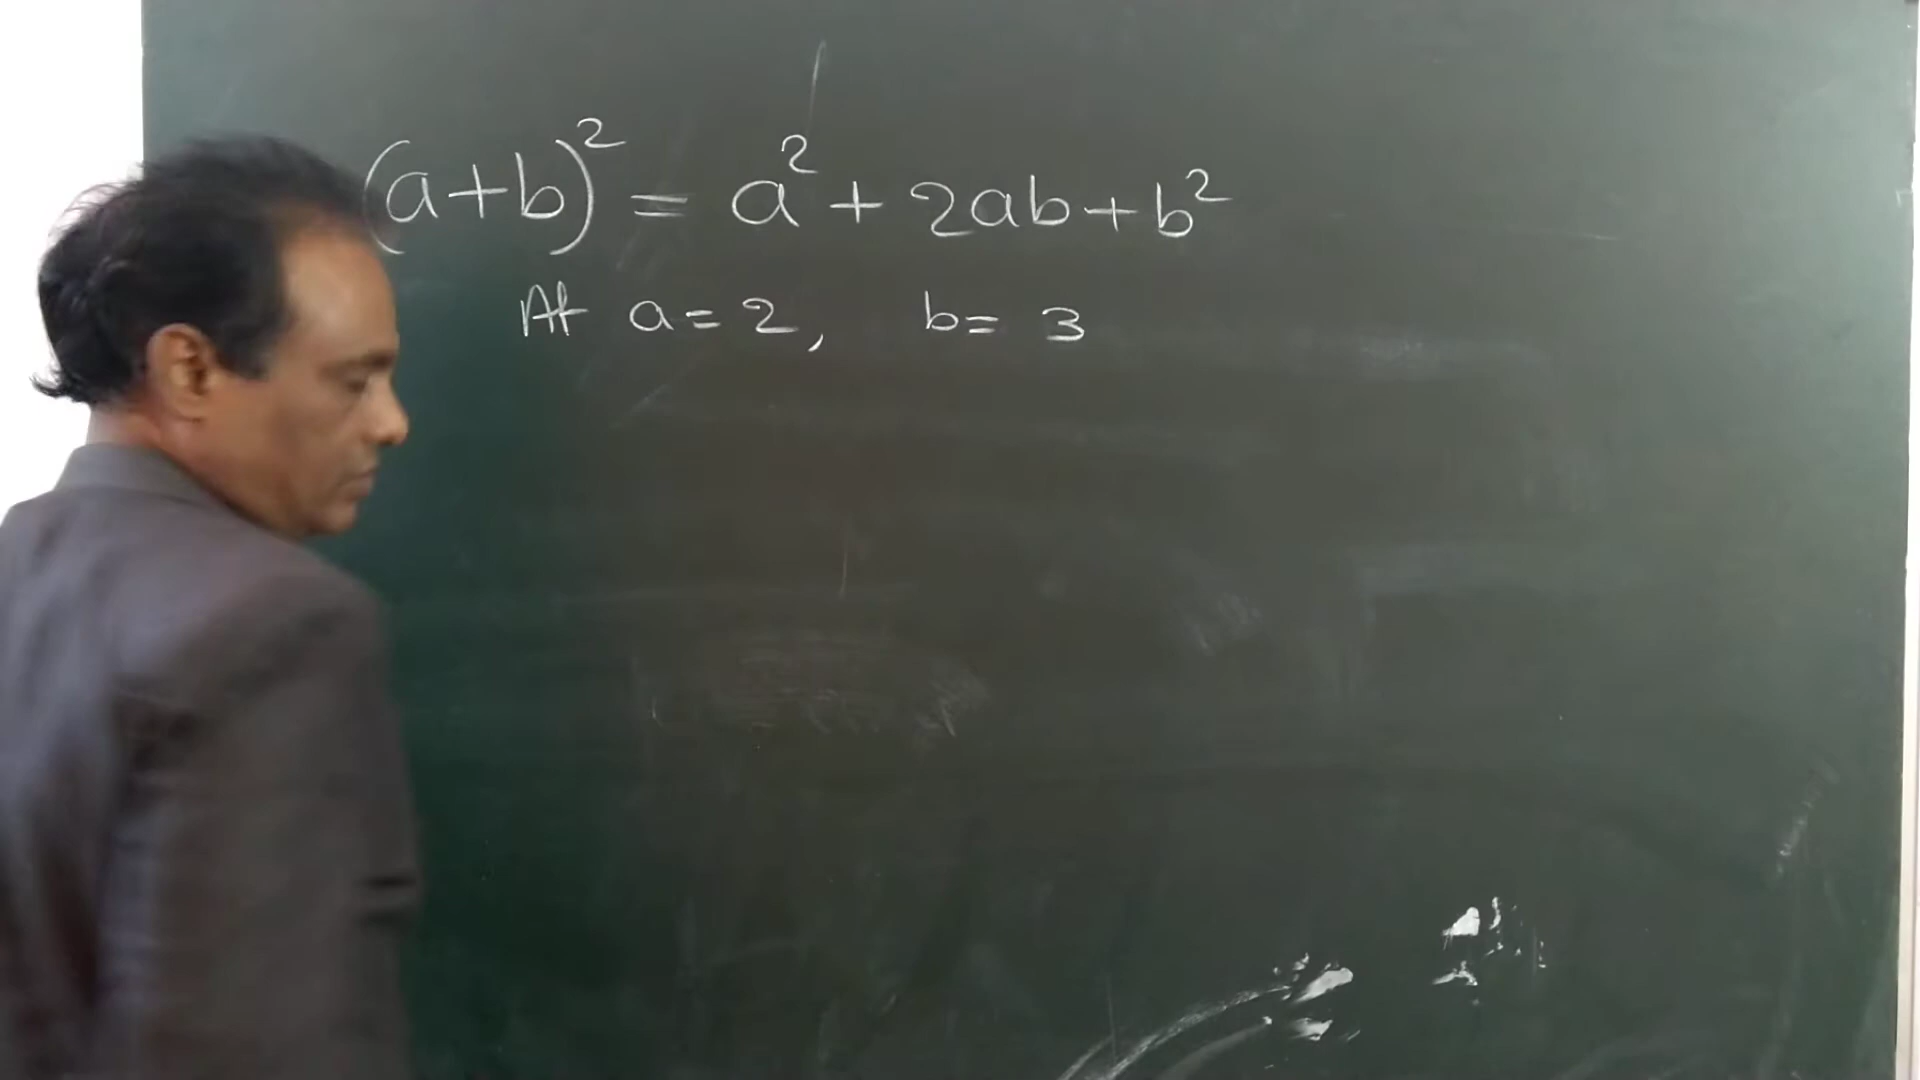 (a+b)² = a² + 2ab + b²
At a = 2, b = 3